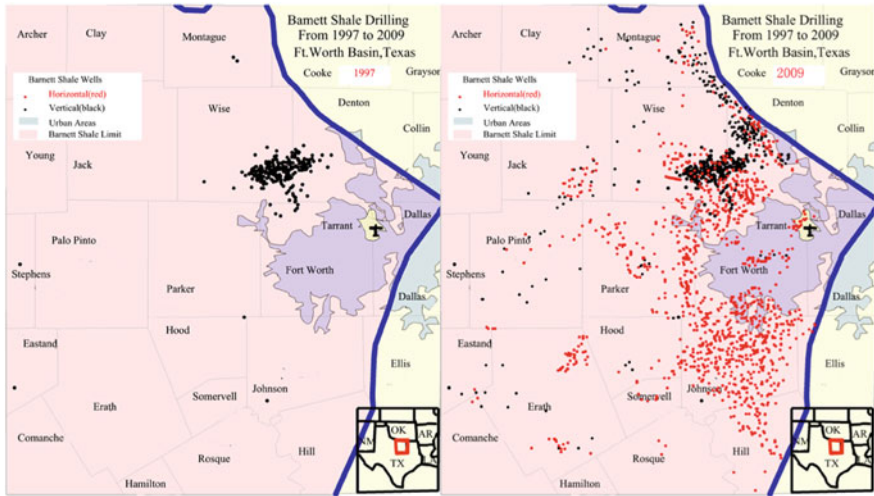 Barnett Shale Drilling
From 1997 to 2009
Ft.Worth Basin,Texas
Cooke 1997 Grayson
Archer
Clay
Montague
Barnett Shale Wells
Horizontal(red)
Vertical(black)
Urban Areas
Barnett Shale Limit
Wise
Denton
Collin
Young
Jack
Palo Pinto
Tarrant
Dallas
Stephens
Fort Worth
Parker
Dallas
Hood
Eastand
Ellis
Somervell
Johnson
Erath
Comanche
Rosque
Hill
Hamilton
NM
OK
AR
TX
Barnett Shale Drilling
From 1997 to 2009
Ft.Worth Basin,Texas
Cooke 2009 Grayson
Archer
Clay
Montague
Barnett Shale Wells
Horizontal(red)
Vertical(black)
Urban Areas
Barnett Shale Limit
Wise
Denton
Collin
Young
Jack
Palo Pinto
Tarrant
Dallas
Stephens
Fort Worth
Parker
Dallas
Hood
Eastand
Ellis
Somervell
Johnson
Erath
Comanche
Rosque
Hill
Hamilton
NM
OK
AR
TX